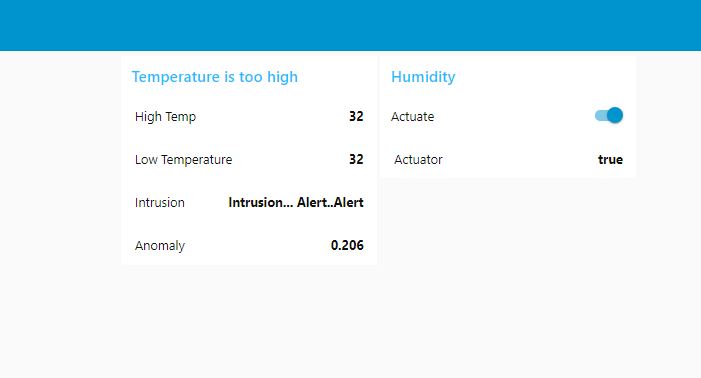 Temperature is too high
High Temp 32
Low Temperature 32
Intrusion Intrusion... Alert..Alert
Anomaly 0.206
Humidity
Actuate
Actuator true